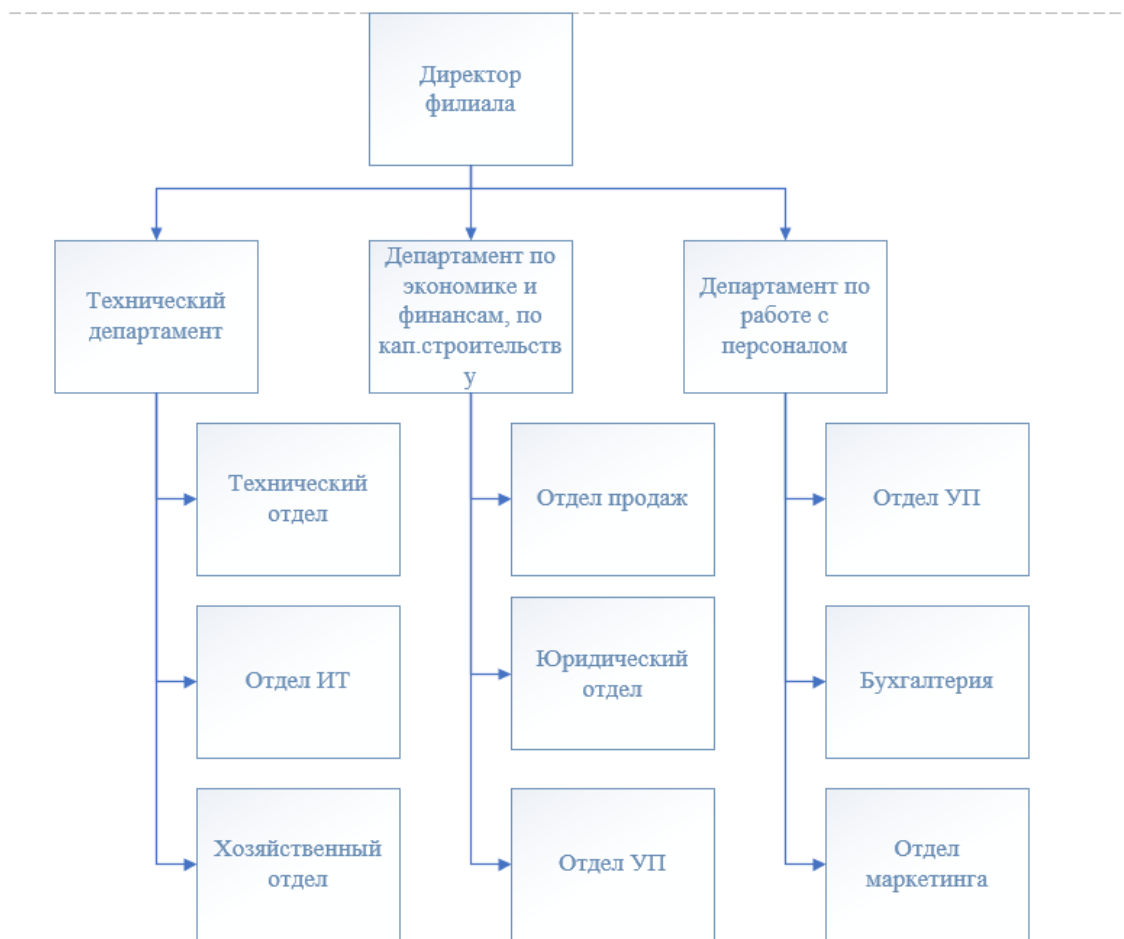 Директор
филиала
Технический
департамент
Департамент по
экономике и
финансам, по
кап.строительств
у
Департамент по
работе с
персоналом
Технический
отдел
Отдел продаж
Отдел УП
Отдел ИТ
Юридический
отдел
Бухгалтерия
Хозяйственный
отдел
Отдел УП
Отдел
маркетинга